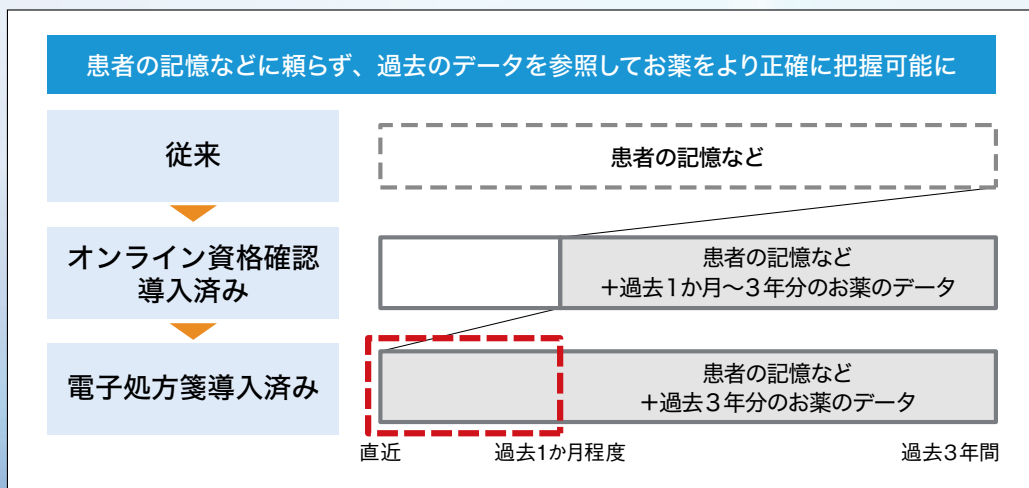 患者の記憶などに頼らず、過去のデータを参照してお薬をより正確に把握可能に
従来
患者の記憶など
オンライン資格確認
導入済み
患者の記憶など
＋過去1か月〜3年分のお薬のデータ
電子処方箋導入済み
患者の記憶など
＋過去3年分のお薬のデータ
直近
過去1か月程度
過去3年間